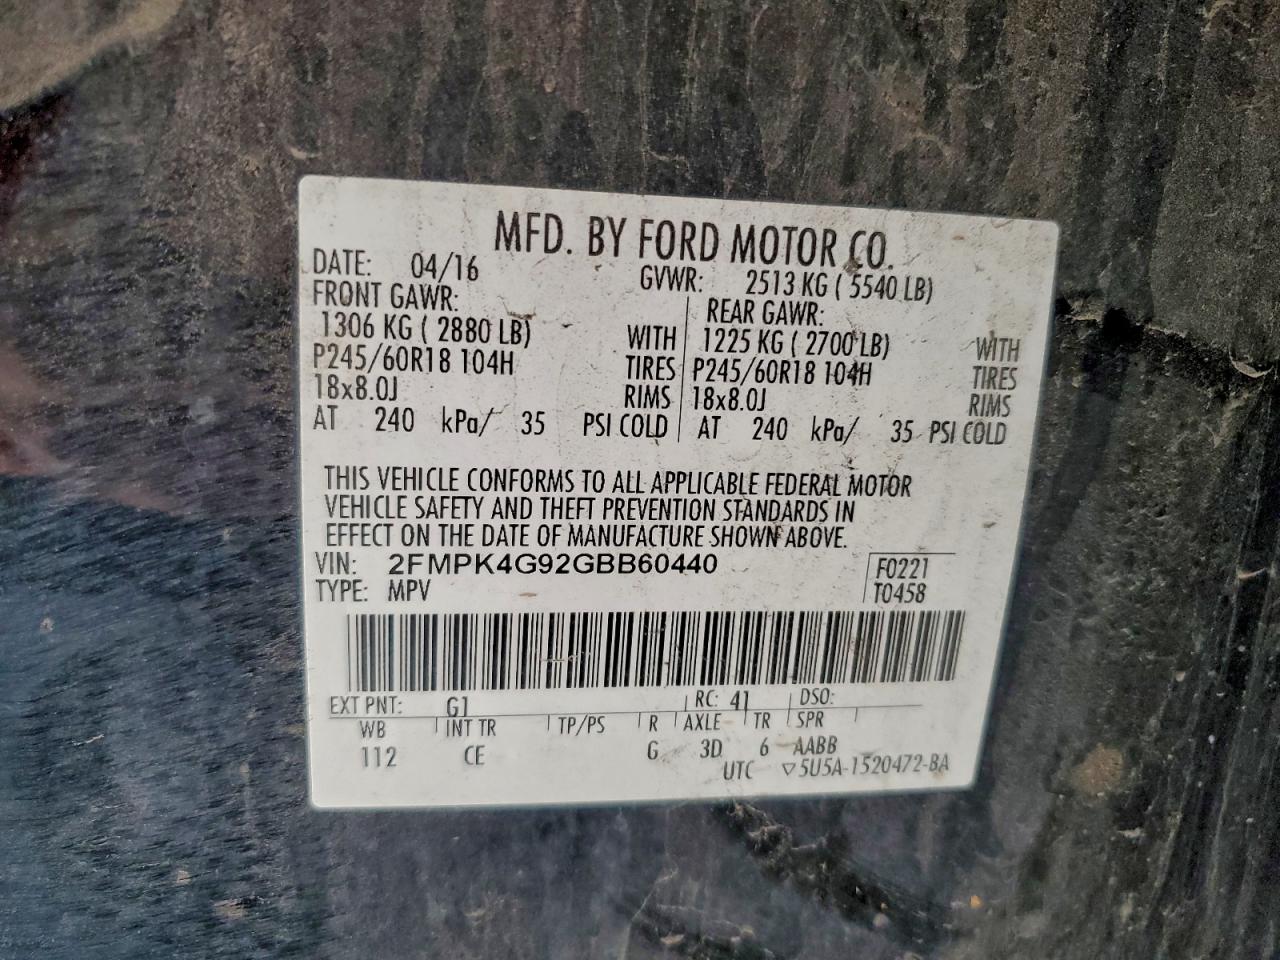 MFD. BY FORD MOTOR CO.
DATE: 04/16 GVWR: 2513 KG ( 5540 LB)
FRONT GAWR: REAR GAWR:
1306 KG ( 2880 LB) WITH 1225 KG ( 2700 LB) WITH
P245/60R18 104H TIRES P245/60R18 104H TIRES
18x8.0J RIMS 18x8.0J RIMS
AT 240 kPa/ 35 PSI COLD AT 240 kPa/ 35 PSI COLD
THIS VEHICLE CONFORMS TO ALL APPLICABLE FEDERAL MOTOR
VEHICLE SAFETY AND THEFT PREVENTION STANDARDS IN
EFFECT ON THE DATE OF MANUFACTURE SHOWN ABOVE.
VIN: 2FMPK4G92GBB60440 F0221
TYPE: MPV T0458
EXT PNT: G1 RC: 41 DSO:
WB INT TR TP/PS R AXLE TR SPR
112 CE G 3D 6 AABB
UTC ▽5U5A-1520472-BA